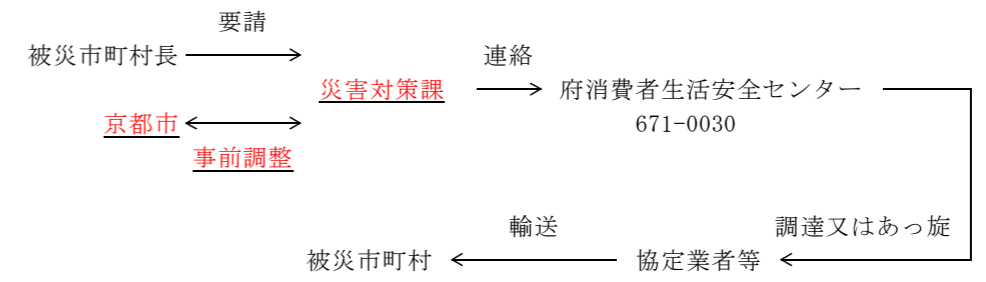 要請
被災市町村長
連絡
災害対策課
府消費者生活安全センター
京都市
671-0030
事前調整
輸送
調達又はあっ旋
被災市町村
協定業者等